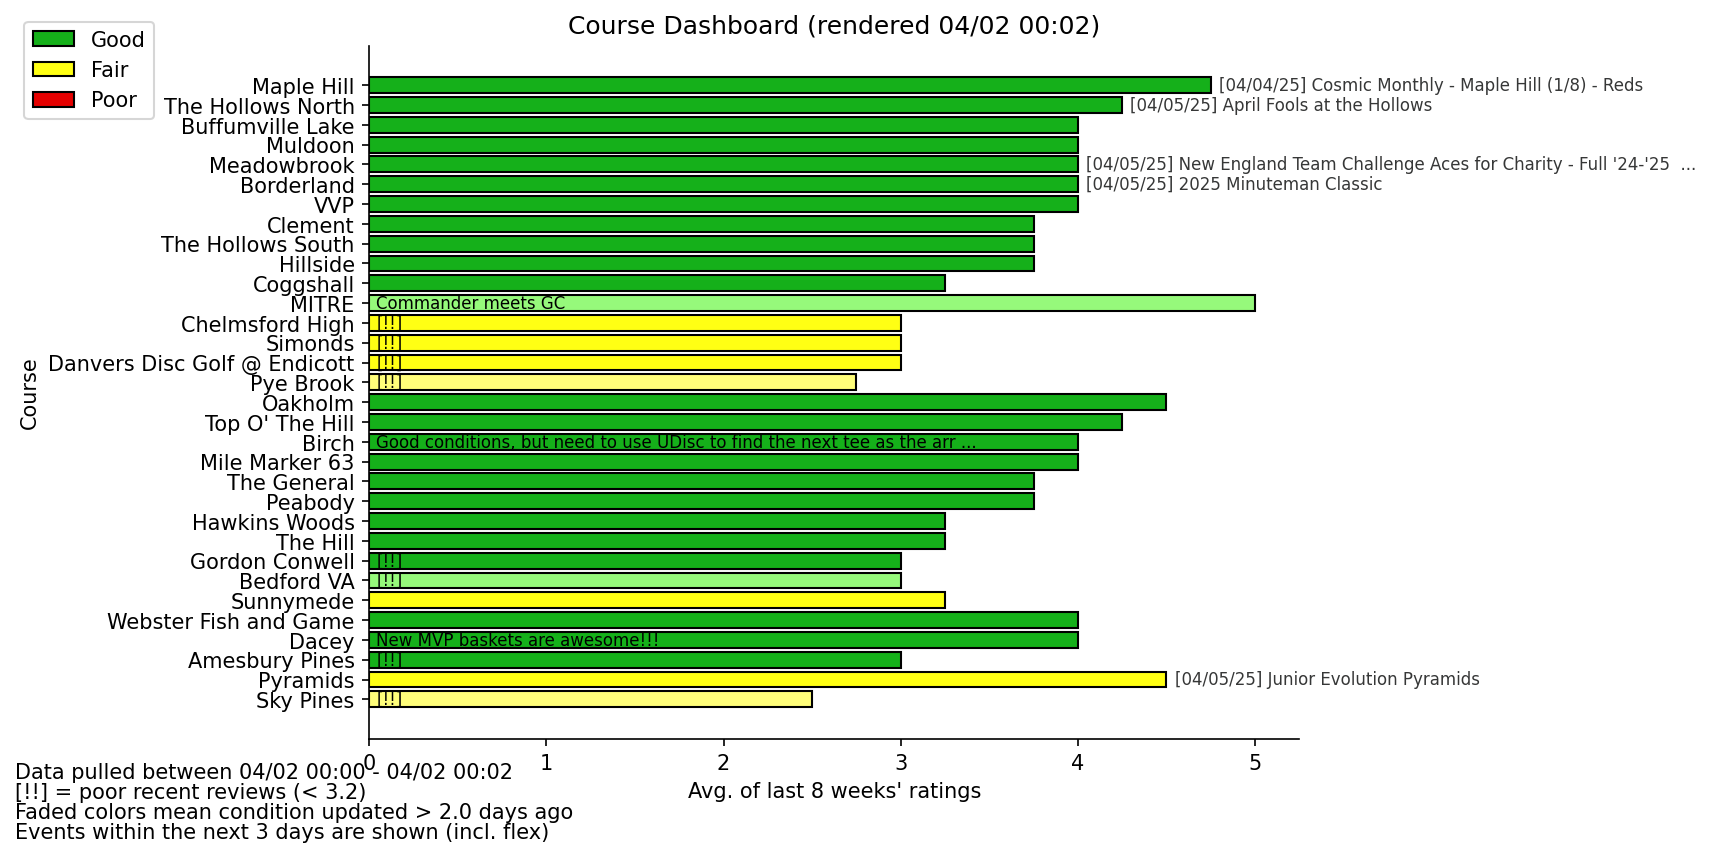 Course Dashboard (rendered 04/02 00:02)
Good
Fair
Poor
Course
Maple Hill [04/04/25] Cosmic Monthly - Maple Hill (1/8) - Reds
The Hollows North [04/05/25] April Fools at the Hollows
Buffumville Lake
Muldoon
Meadowbrook [04/05/25] New England Team Challenge Aces for Charity - Full '24-'25  ...
Borderland [04/05/25] 2025 Minuteman Classic
VVP
Clement
The Hollows South
Hillside
Coggshall
MITRE Commander meets GC
Chelmsford High [!!]
Simonds [!!]
Danvers Disc Golf @ Endicott [!!]
Pye Brook [!!]
Oakholm
Top O' The Hill
Birch Good conditions, but need to use UDisc to find the next tee as the arr ...
Mile Marker 63
The General
Peabody
Hawkins Woods
The Hill
Gordon Conwell [!!]
Bedford VA [!!]
Sunnymede
Webster Fish and Game
Dacey New MVP baskets are awesome!!!
Amesbury Pines [!!]
Pyramids [04/05/25] Junior Evolution Pyramids
Sky Pines [!!]
0 1 2 3 4 5
Avg. of last 8 weeks' ratings
Data pulled between 04/02 00:00 - 04/02 00:02
[!!] = poor recent reviews (< 3.2)
Faded colors mean condition updated > 2.0 days ago
Events within the next 3 days are shown (incl. flex)